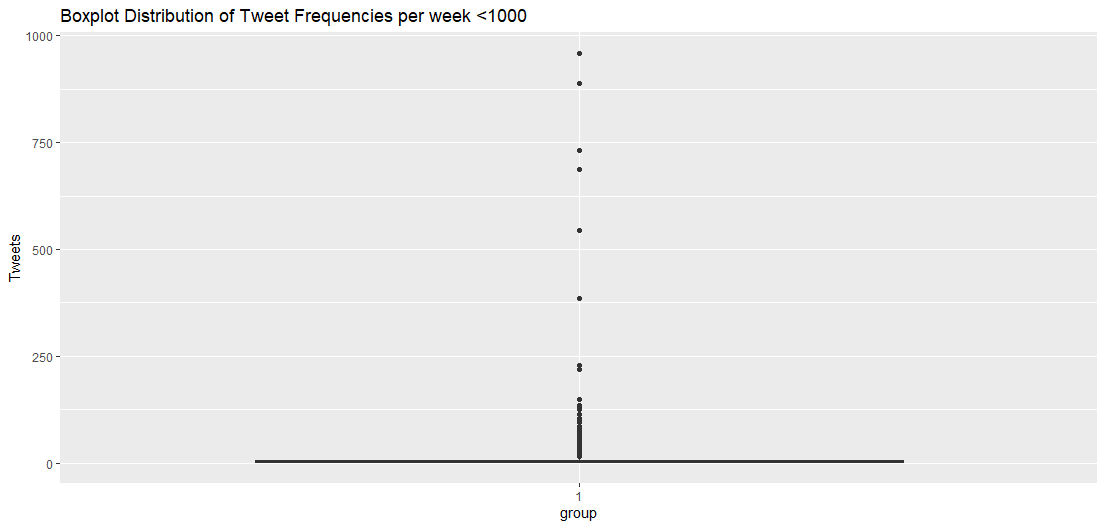 Boxplot Distribution of Tweet Frequencies per week <1000
1000
750
500
250
0
Tweets
1
group